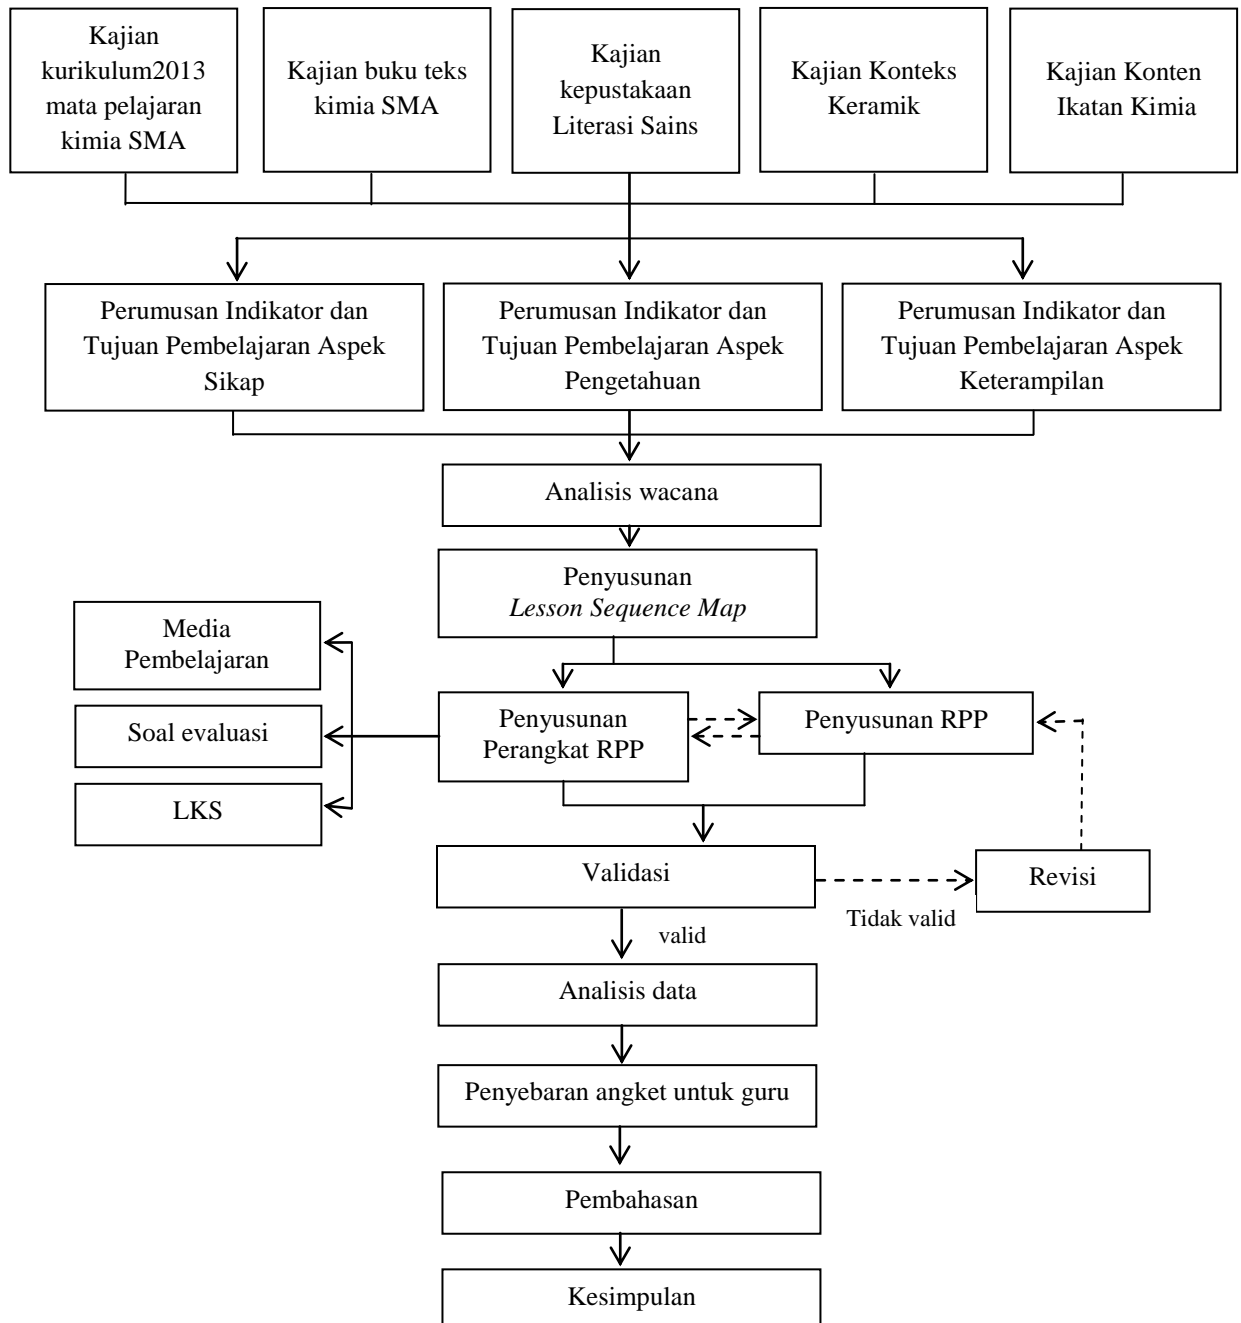 Kajian
kurikulum2013
mata pelajaran
kimia SMA
Kajian buku teks
kimia SMA
Kajian
kepustakaan
Literasi Sains
Kajian Konteks
Keramik
Kajian Konten
Ikatan Kimia
Perumusan Indikator dan
Tujuan Pembelajaran Aspek
Sikap
Perumusan Indikator dan
Tujuan Pembelajaran Aspek
Pengetahuan
Perumusan Indikator dan
Tujuan Pembelajaran Aspek
Keterampilan
Analisis wacana
Penyusunan
Lesson Sequence Map
Media
Pembelajaran
Soal evaluasi
LKS
Penyusunan
Perangkat RPP
Penyusunan RPP
Validasi
Revisi
Tidak valid
valid
Analisis data
Penyebaran angket untuk guru
Pembahasan
Kesimpulan